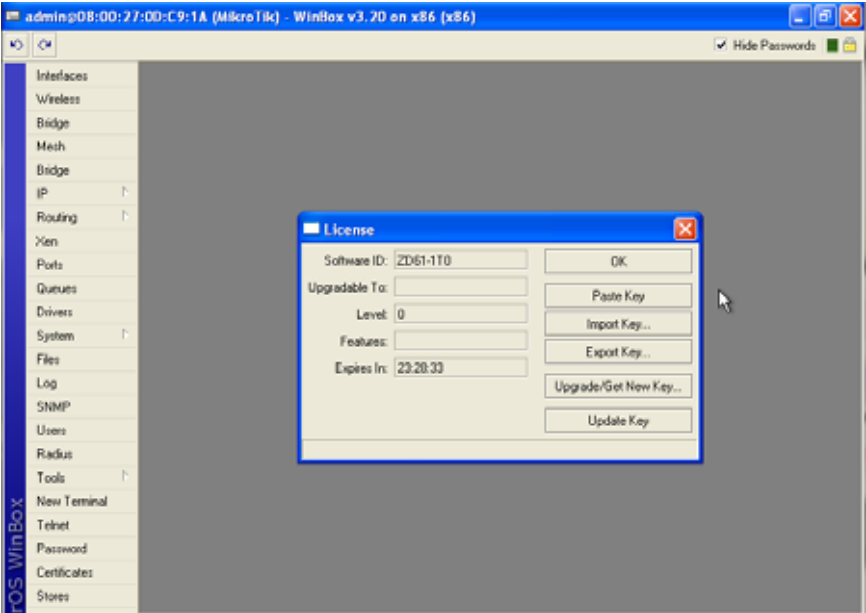 admin@08:00:27:0D:C9:1A (MikroTik) - WinBox v3.20 on x86 (x86)
Hide Passwords
Interfaces
Wireless
Bridge
Mesh
Bridge
IP
Routing
Xen
Ports
Queues
Drivers
System
Files
Log
SNMP
Users
Radius
Tools
New Terminal
Telnet
Password
Certificates
Stores
rOS WinBox
License
Software ID: ZD61-1T0
Upgradable To:
Level: 0
Features:
Expires In: 23:28:33
OK
Paste Key
Import Key...
Export Key...
Upgrade/Get New Key...
Update Key